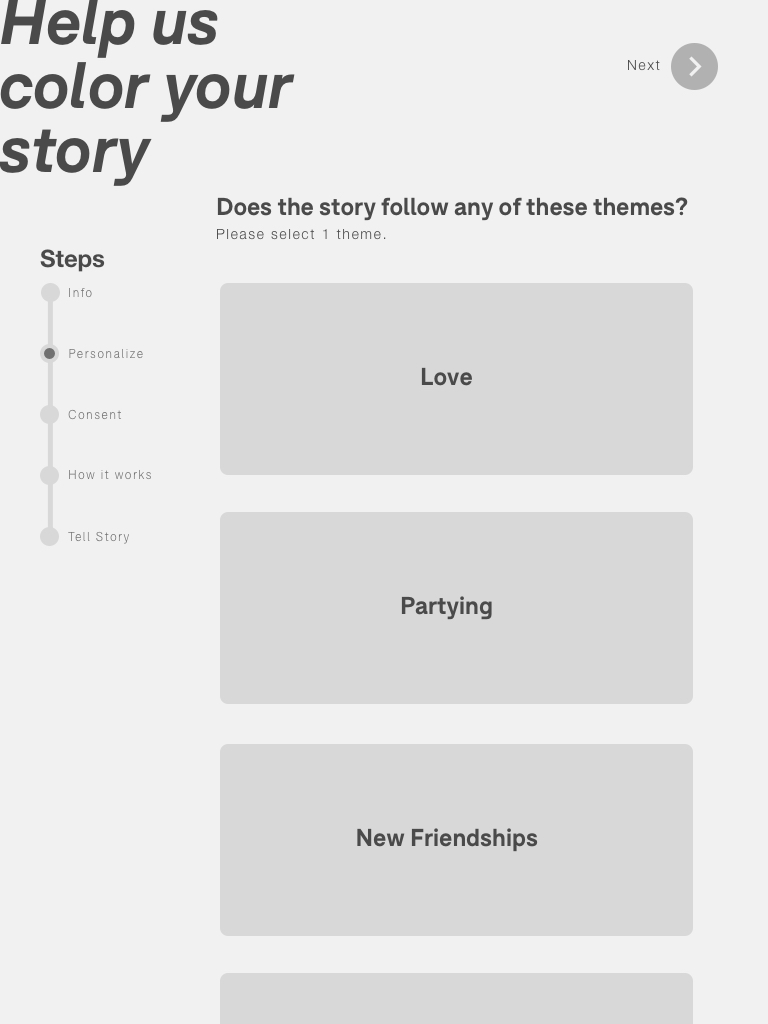 Help us
color your
story
Next
Does the story follow any of these themes?
Please select 1 theme.
Steps
Info
Personalize
Consent
How it works
Tell Story
Love
Partying
New Friendships